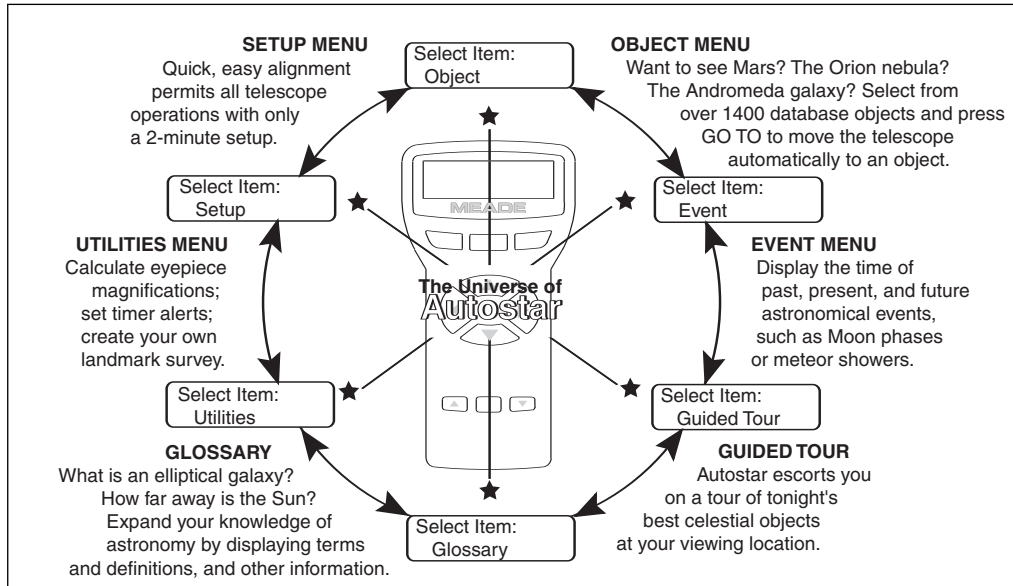 SETUP MENU
Quick, easy alignment
permits all telescope
operations with only
a 2-minute setup.
Select Item:
Object
OBJECT MENU
Want to see Mars? The Orion nebula?
The Andromeda galaxy? Select from
over 1400 database objects and press
GO TO to move the telescope
automatically to an object.
Select Item:
Setup
MEADE
Select Item:
Event
UTILITIES MENU
Calculate eyepiece
magnifications;
set timer alerts;
create your own
landmark survey.
The Universe of
Autostar
EVENT MENU
Display the time of
past, present, and future
astronomical events,
such as Moon phases
or meteor showers.
Select Item:
Utilities
Select Item:
Guided Tour
GLOSSARY
What is an elliptical galaxy?
How far away is the Sun?
Expand your knowledge of
astronomy by displaying terms
and definitions, and other information.
Select Item:
Glossary
GUIDED TOUR
Autostar escorts you
on a tour of tonight's
best celestial objects
at your viewing location.